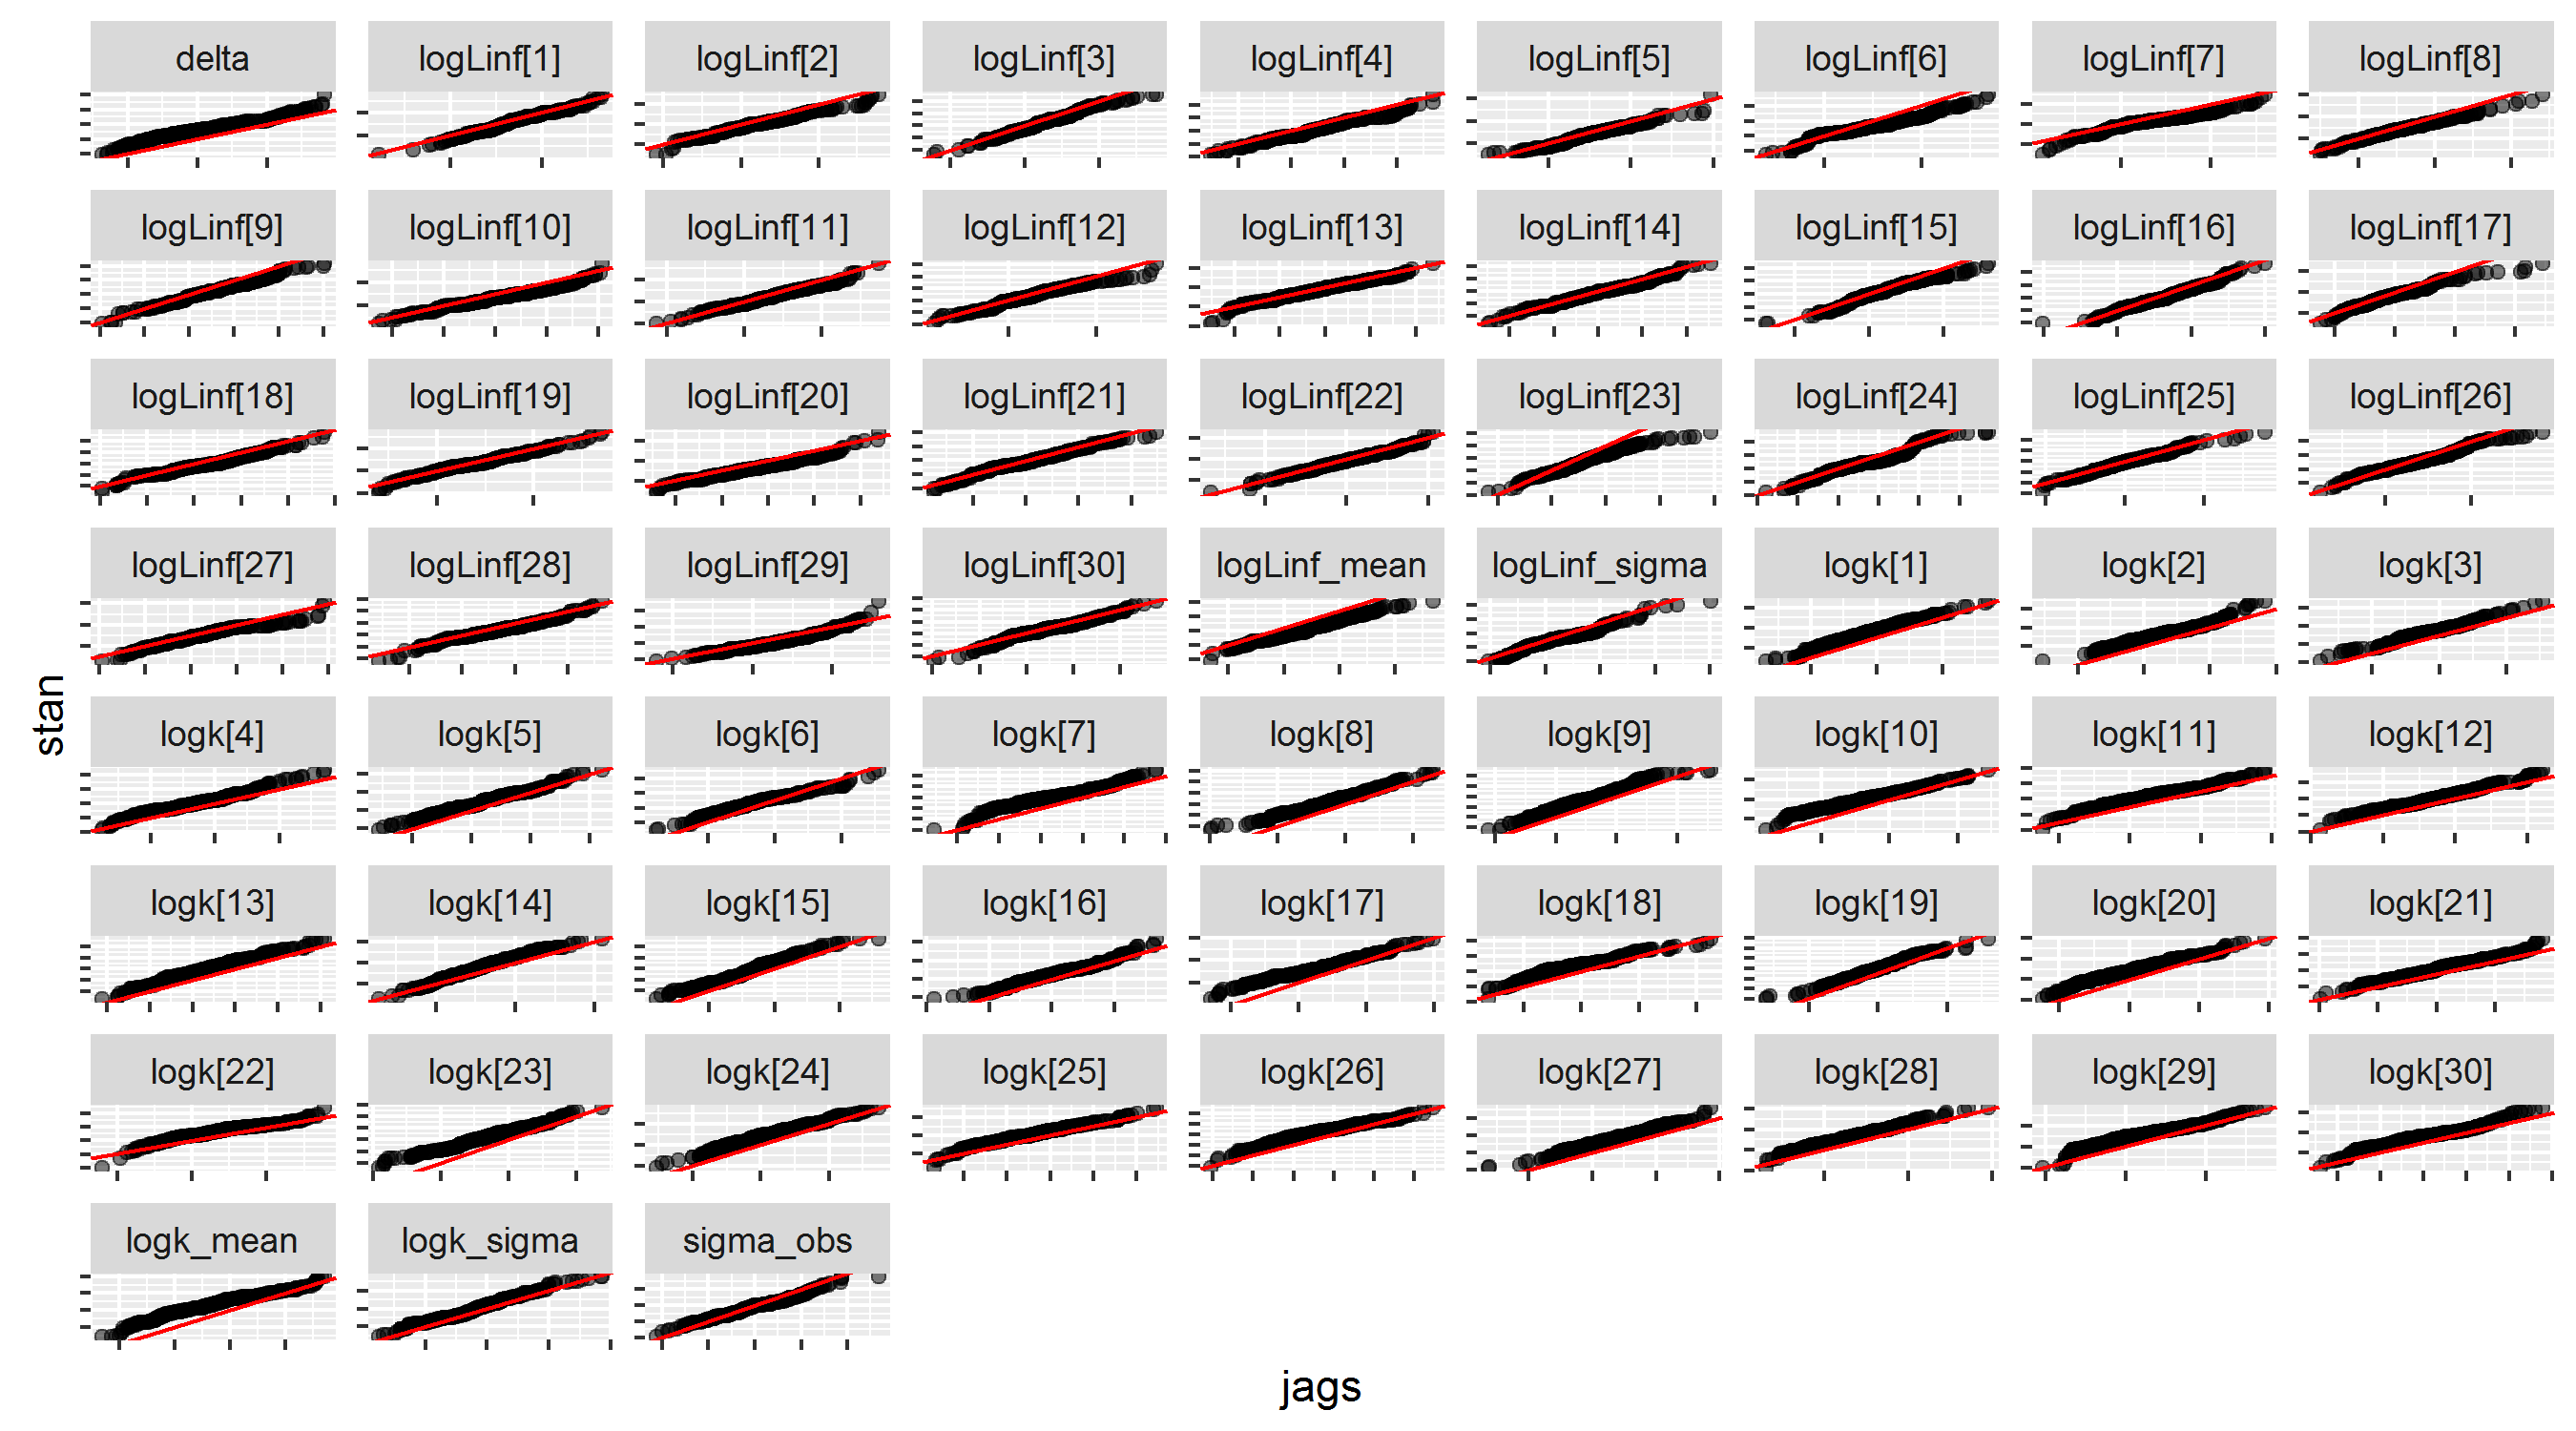 delta logLinf[1] logLinf[2] logLinf[3] logLinf[4] logLinf[5] logLinf[6] logLinf[7] logLinf[8]
logLinf[9] logLinf[10] logLinf[11] logLinf[12] logLinf[13] logLinf[14] logLinf[15] logLinf[16] logLinf[17]
logLinf[18] logLinf[19] logLinf[20] logLinf[21] logLinf[22] logLinf[23] logLinf[24] logLinf[25] logLinf[26]
logLinf[27] logLinf[28] logLinf[29] logLinf[30] logLinf_mean logLinf_sigma logk[1] logk[2] logk[3]
stan
logk[4] logk[5] logk[6] logk[7] logk[8] logk[9] logk[10] logk[11] logk[12]
logk[13] logk[14] logk[15] logk[16] logk[17] logk[18] logk[19] logk[20] logk[21]
logk[22] logk[23] logk[24] logk[25] logk[26] logk[27] logk[28] logk[29] logk[30]
logk_mean logk_sigma sigma_obs
jags